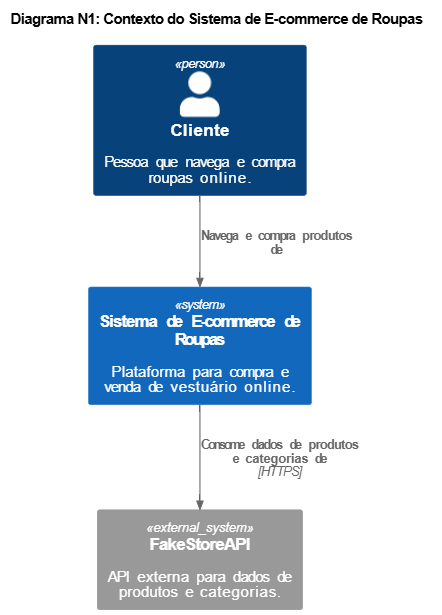 Diagrama N1: Contexto do Sistema de E-commerce de Roupas
«person»
Cliente
Pessoa que navega e compra
roupas online.
Navega e compra produtos
de
«system»
Sistema de E-commerce de
Roupas
Plataforma para compra e
venda de vestuário online.
Consome dados de produtos
e categorias de
[HTTPS]
«external_system»
FakeStoreAPI
API externa para dados de
produtos e categorias.